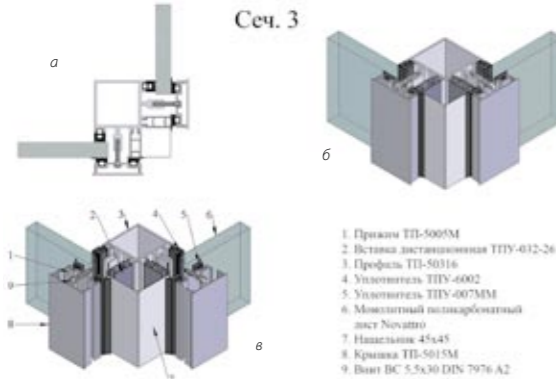 Сеч. 3
а
б
1 2 3 4 5 6
9
8
в
1. Прижим ТП-5005М
2. Вставка дистанционная ТПУ-032-26
3. Профиль ТП-50316
4. Уплотнитель ТПУ-6002
5. Уплотнитель ТПУ-007ММ
6. Монолитный поликарбонатный
лист Novattro
7. Нащельник 45х45
8. Крышка ТП-5015М
9. Винт ВС 5,5х30 DIN 7976 А2